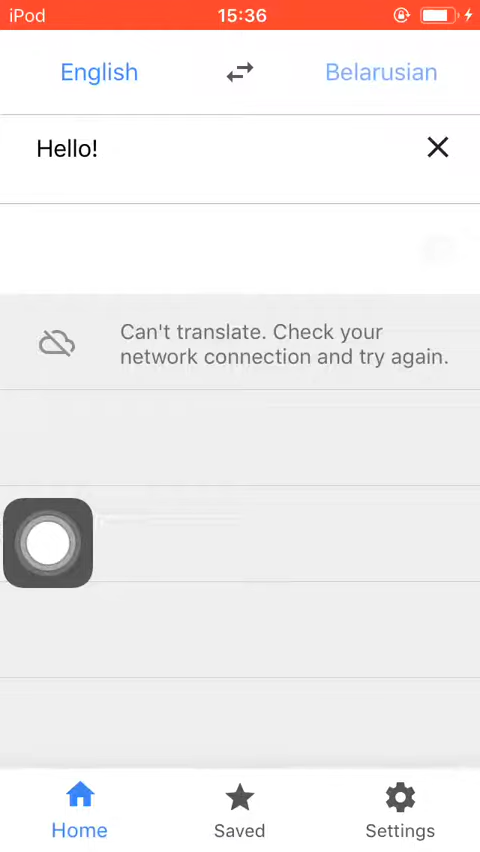 iPod 15:36
English Belarusian
Hello!
Can't translate. Check your
network connection and try again.
Home Saved Settings